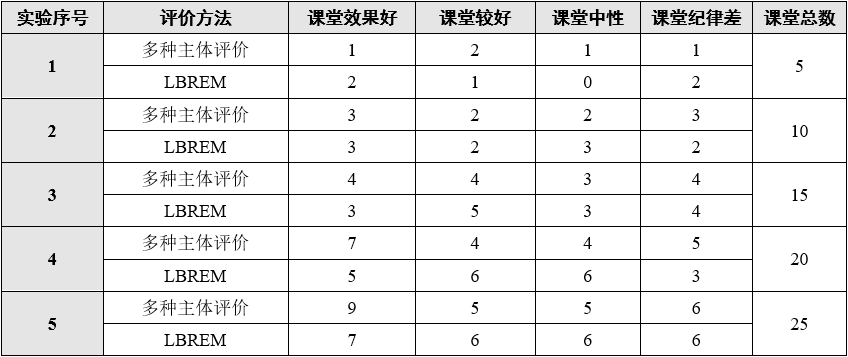 实验序号 评价方法 课堂效果好 课堂较好 课堂中性 课堂纪律差 课堂总数
1 多种主体评价 1 2 1 1 5
LBREM 2 1 0 2
2 多种主体评价 3 2 2 3 10
LBREM 3 2 3 2
3 多种主体评价 4 4 3 4 15
LBREM 3 5 3 4
4 多种主体评价 7 4 4 5 20
LBREM 5 6 6 3
5 多种主体评价 9 5 5 6 25
LBREM 7 6 6 6